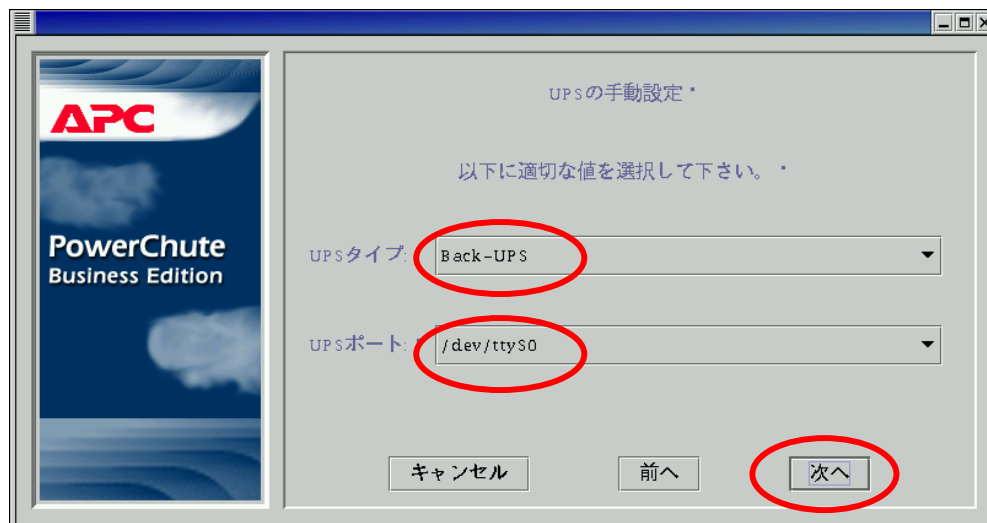 APC
PowerChute
Business Edition
UPSの手動設定
以下に適切な値を選択して下さい。
UPSタイプ: Back-UPS
UPSポート: /dev/ttyS0
キャンセル 前へ 次へ